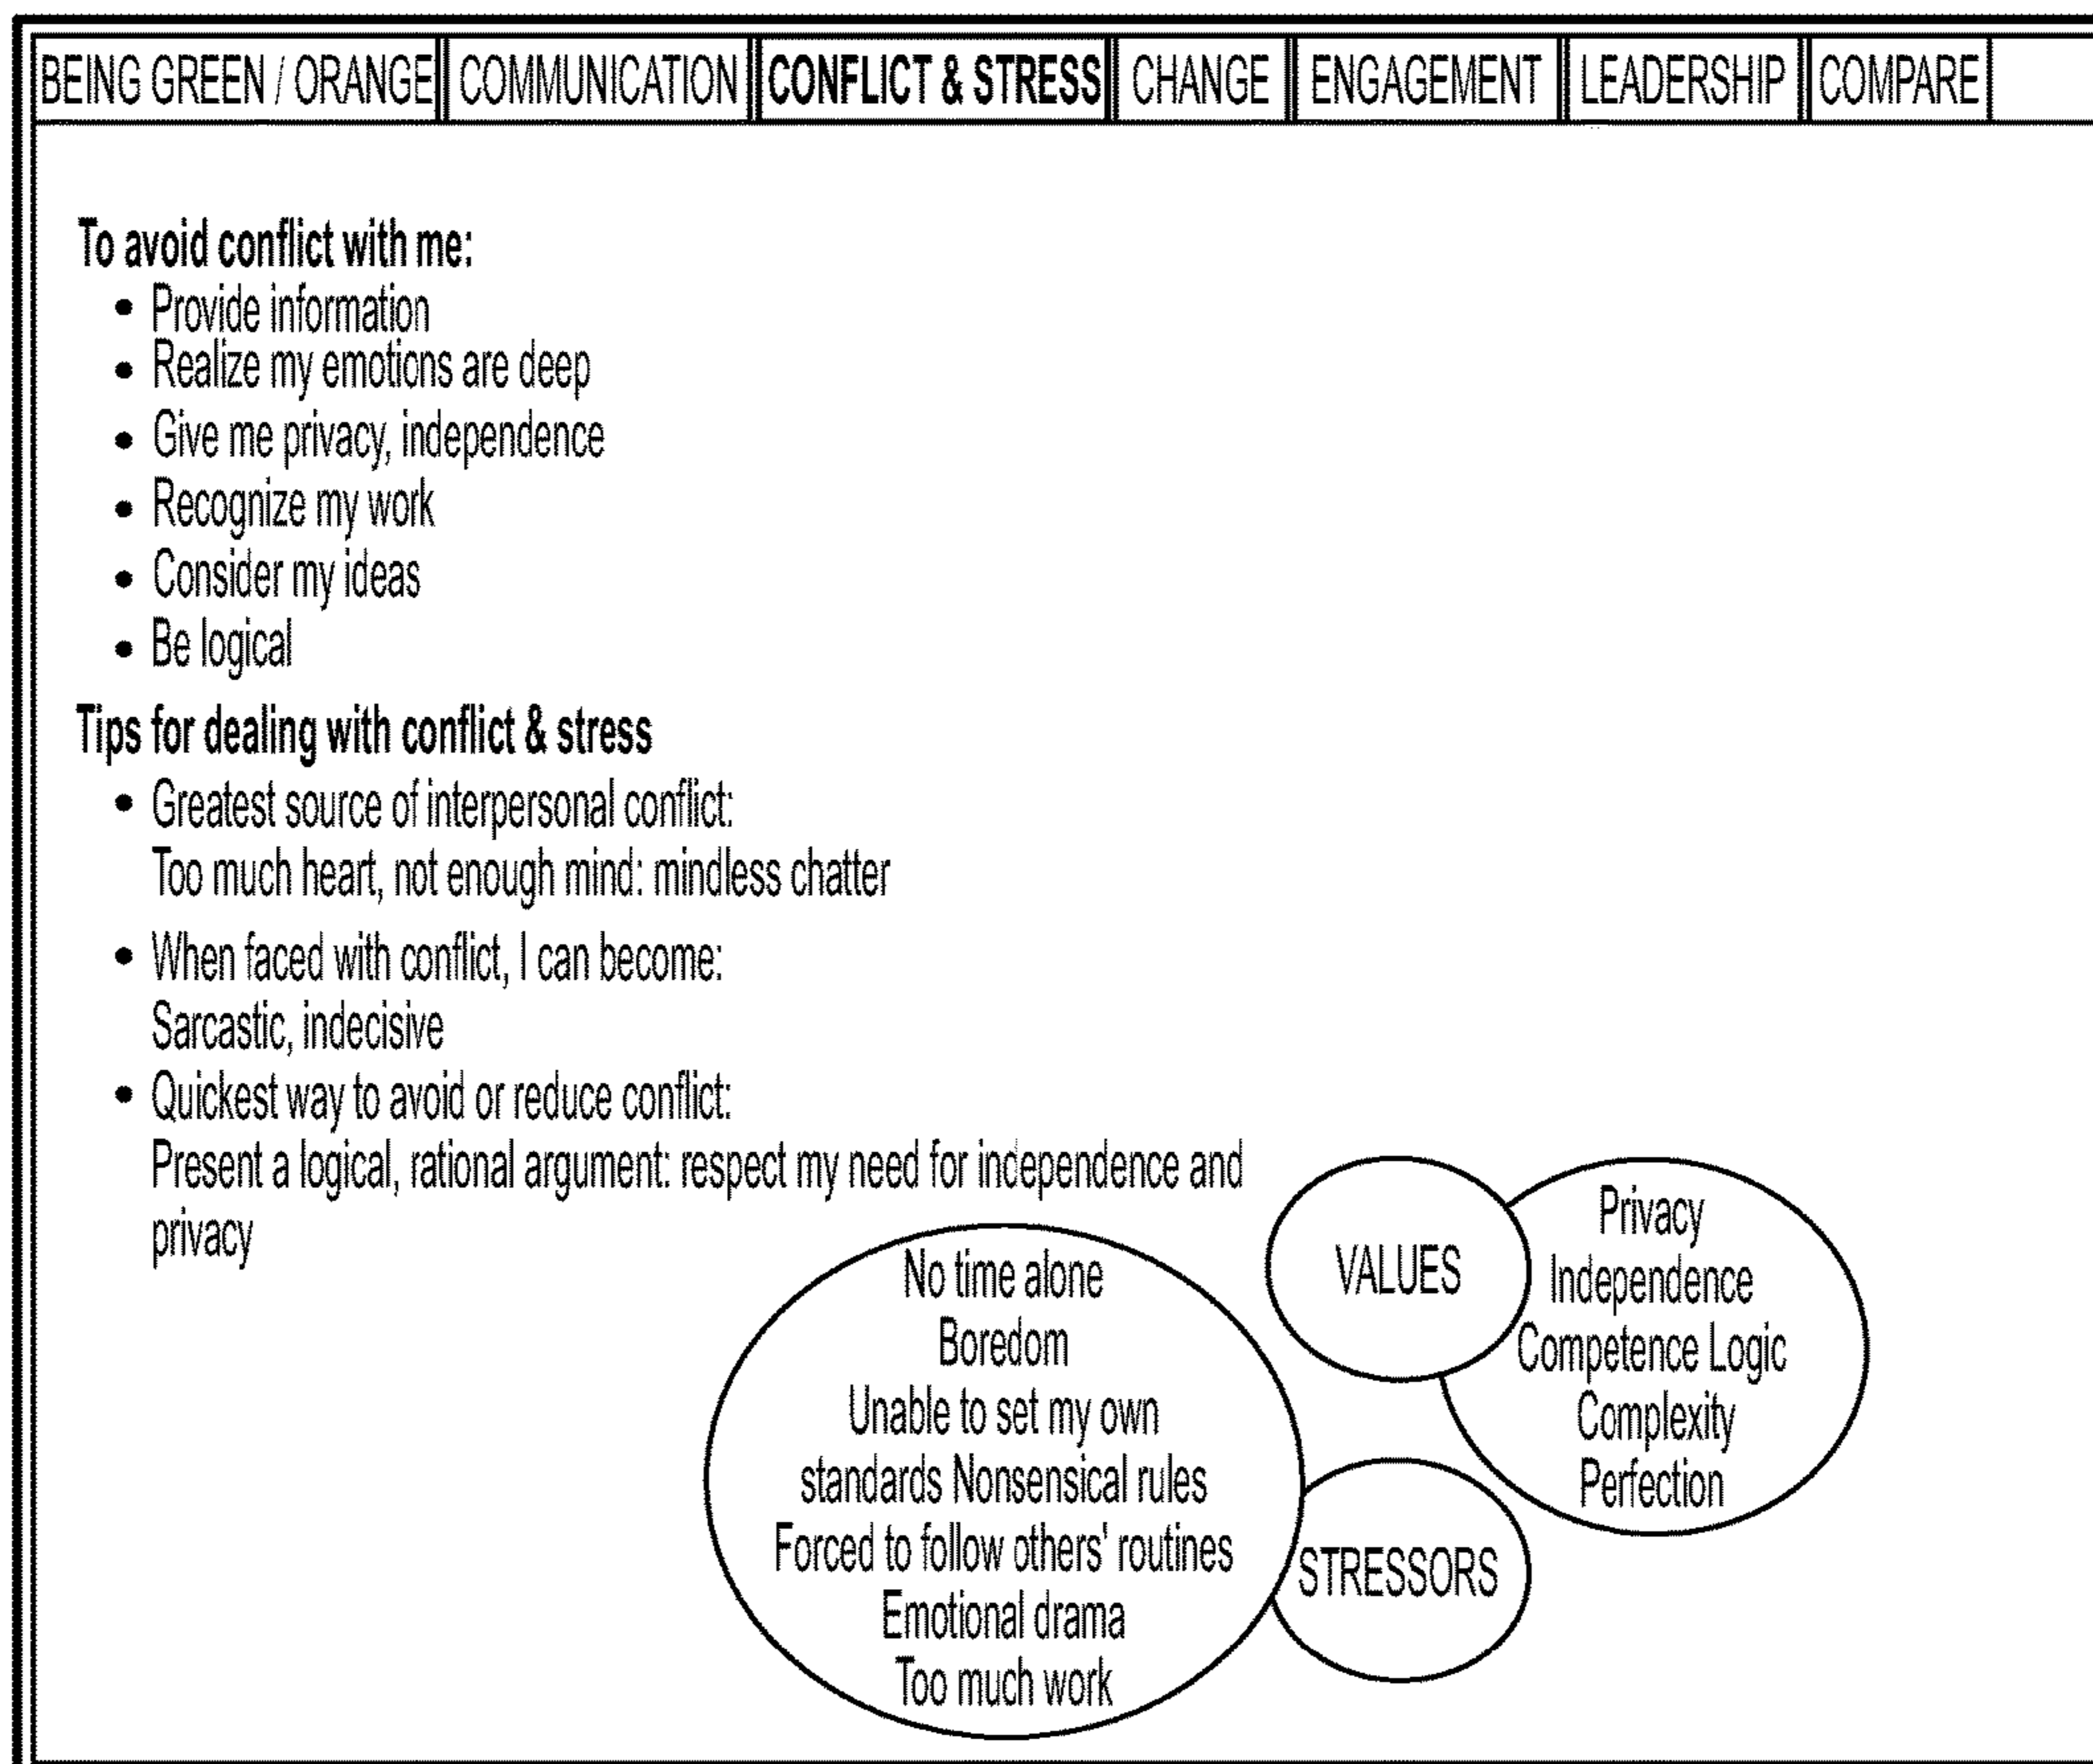 BEING GREEN / ORANGE COMMUNICATION CONFLICT & STRESS CHANGE ENGAGEMENT LEADERSHIP COMPARE
To avoid conflict with me:
• Provide information
• Realize my emotions are deep
• Give me privacy, independence
• Recognize my work
• Consider my ideas
• Be logical
Tips for dealing with conflict & stress
• Greatest source of interpersonal conflict:
Too much heart, not enough mind: mindless chatter
• When faced with conflict, I can become:
Sarcastic, indecisive
• Quickest way to avoid or reduce conflict:
Present a logical, rational argument: respect my need for independence and
privacy
No time alone
Boredom
Unable to set my own
standards Nonsensical rules
Forced to follow others' routines
Emotional drama
Too much work
VALUES
Privacy
Independence
Competence Logic
Complexity
Perfection
STRESSORS